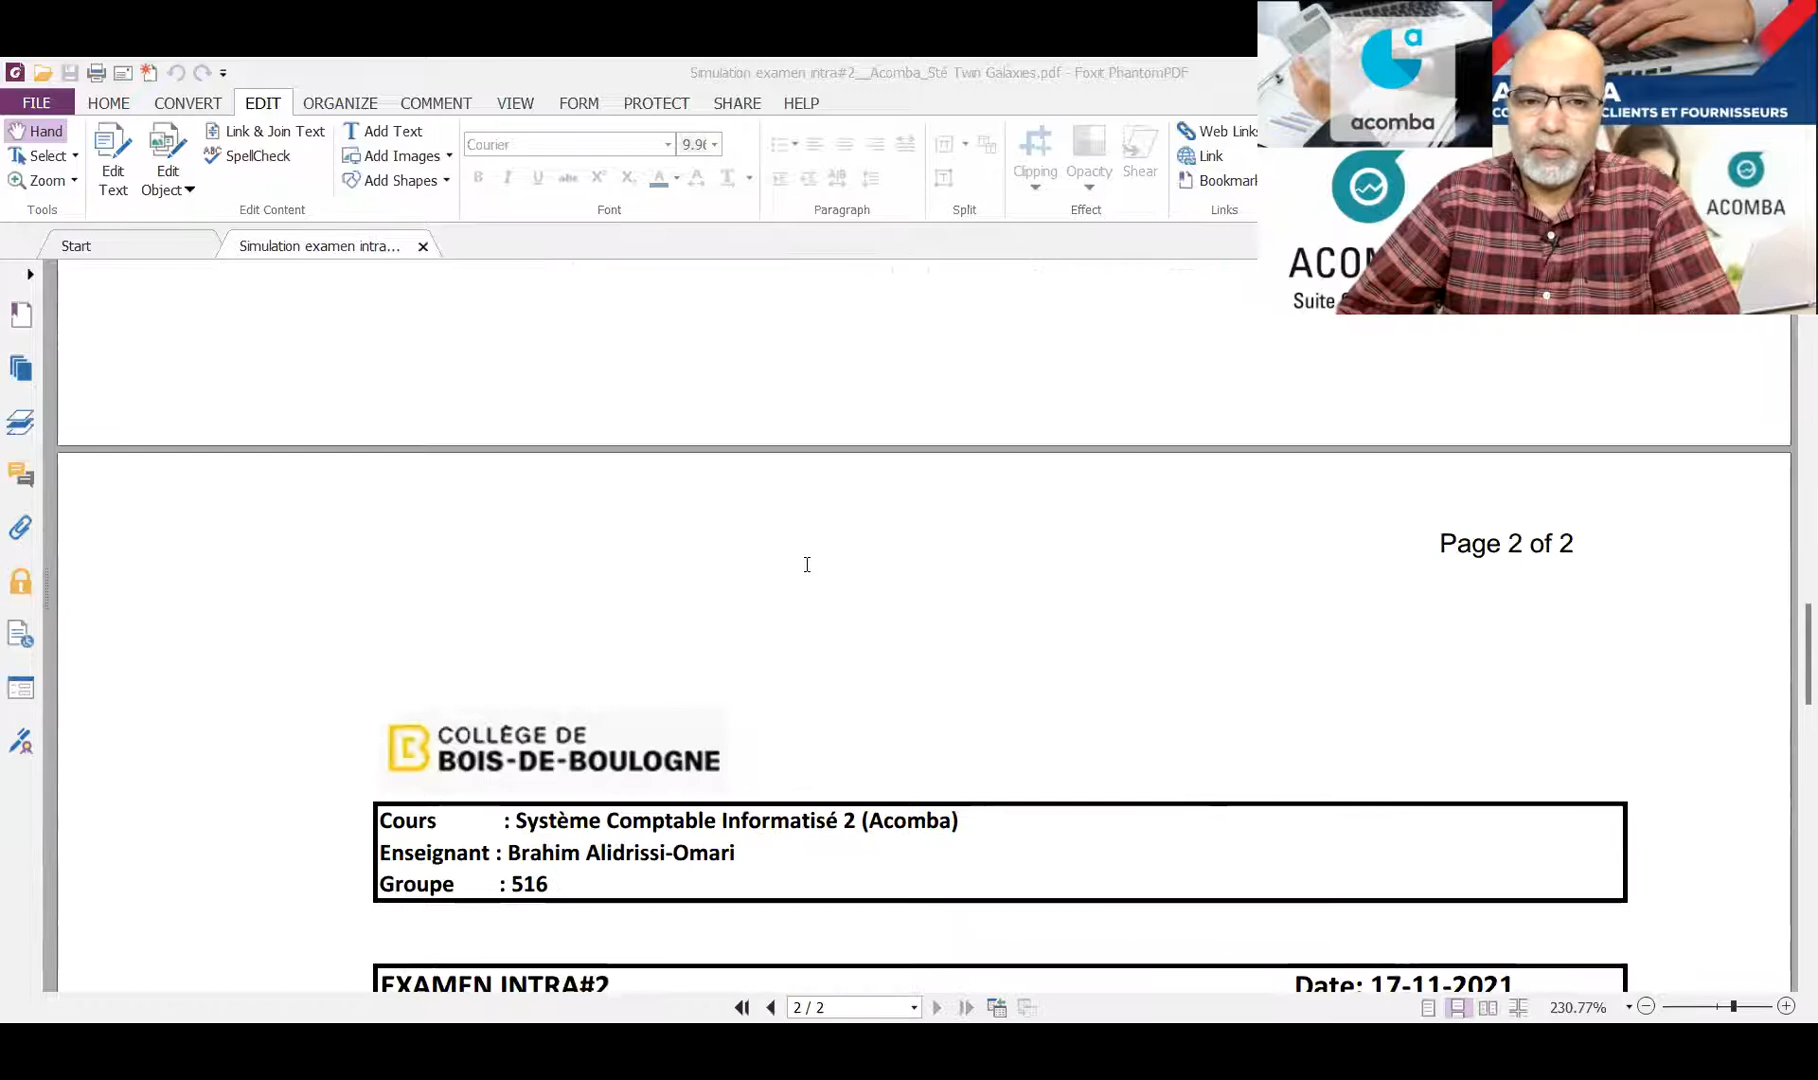 Simulation examen intra#2__Acomba_Sté Twin Galaxies.pdf - Foxit PhantomPDF
FILE HOME CONVERT EDIT ORGANIZE COMMENT VIEW FORM PROTECT SHARE HELP
Hand
Select
Zoom
Tools
Edit Text
Edit Object
Link & Join Text
SpellCheck
Edit Content
Add Text
Add Images
Add Shapes
Courier 9.96
Font
Paragraph
Split
Clipping
Opacity
Shear
Effect
Web Links
Link
Bookmark
Links
acomba
CLIENTS ET FOURNISSEURS
ACOMBA
Suite
Start
Simulation examen intra...
Page 2 of 2
COLLÈGE DE
BOIS-DE-BOULOGNE
Cours : Système Comptable Informatisé 2 (Acomba)
Enseignant : Brahim Alidrissi-Omari
Groupe : 516
EXAMEN INTRA#2 Date: 17-11-2021
2 / 2
230.77%